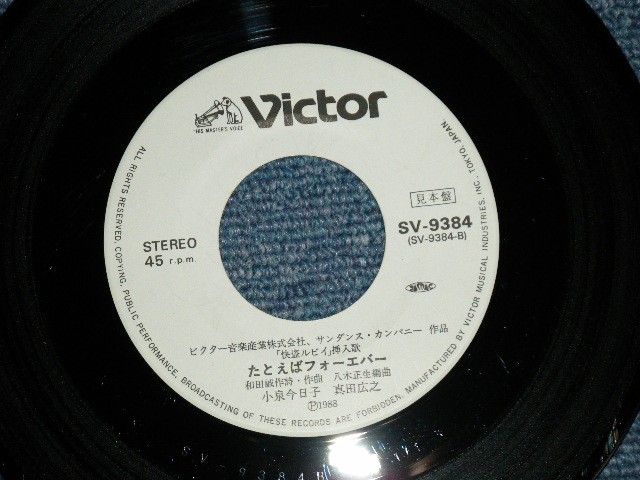 "HIS MASTER'S VOICE"
Victor
見本盤
SV-9384
(SV-9384-B)
STEREO
45 r.p.m.
ビクター音楽産業株式会社、サンダンス・カンパニー 作品
「快盗ルビイ」挿入歌
たとえばフォーエバー
和田誠作詩・作曲 八木正生編曲
小泉今日子 真田広之
Ⓟ1988
ALL RIGHTS RESERVED. COPYING, PUBLIC PERFORMANCE, BROADCASTING OF THESE RECORDS ARE FORBIDDEN. MANUFACTURED BY VICTOR MUSICAL INDUSTRIES, INC. TOKYO, JAPAN.
SV-9384B